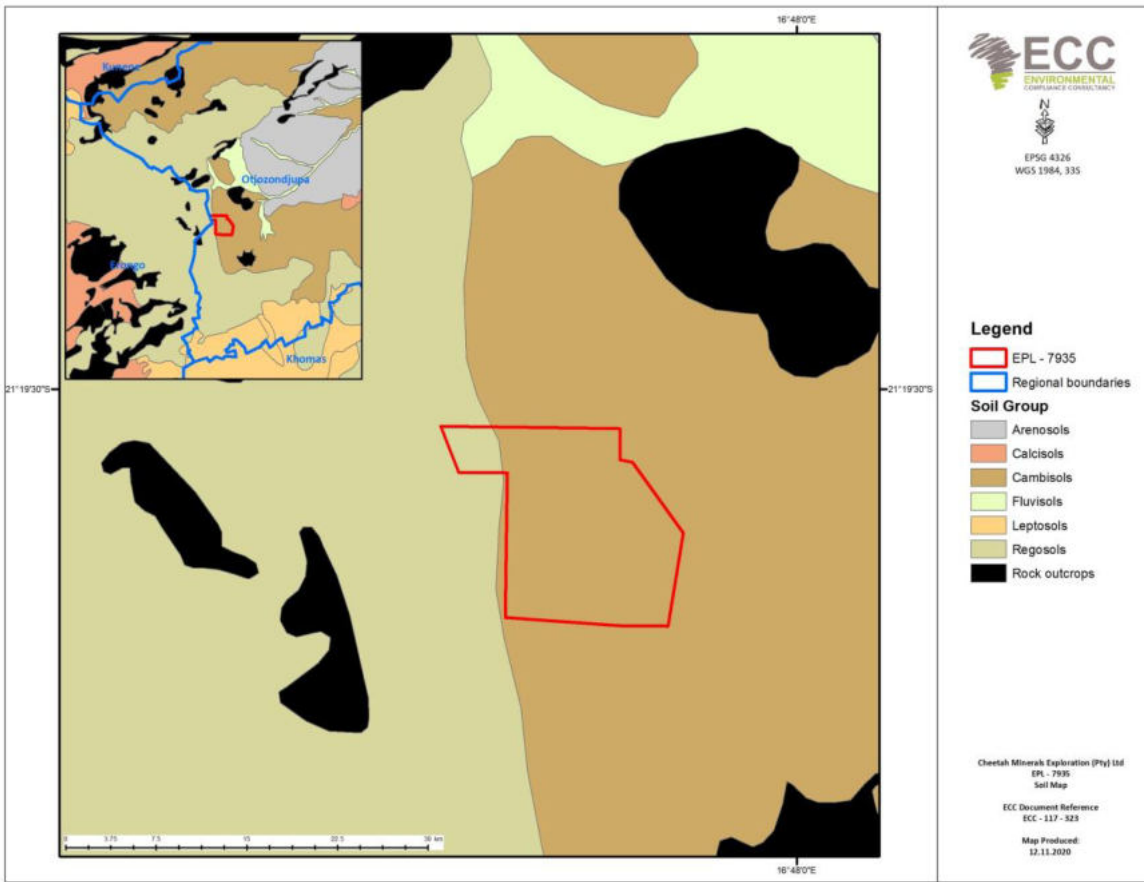 16°48'0"E
Kunene
Otjozondjupa
Erongo
Khomas
21°19'30"S
21°19'30"S
0 3.75 7.5 15 22.5 30 km
16°48'0"E
ECC
ENVIRONMENTAL
COMPLIANCE CONSULTANCY
N
EPSG 4326
WGS 1984, 33S
Legend
EPL - 7935
Regional boundaries
Soil Group
Arenosols
Calcisols
Cambisols
Fluvisols
Leptosols
Regosols
Rock outcrops
Cheetah Minerals Exploration (Pty) Ltd
EPL - 7935
Soil Map
ECC Document Reference
ECC - 117 - 323
Map Produced:
12.11.2020